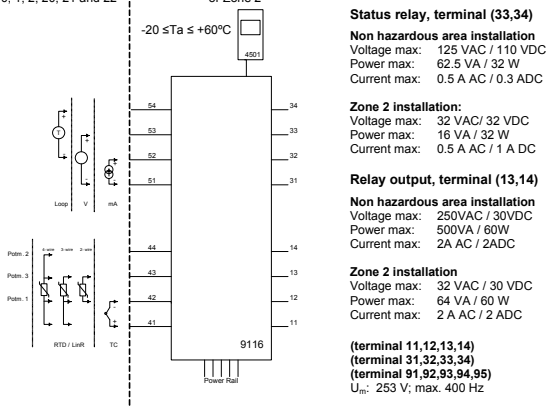 0, 1, 2, 20, 21 and 22
or Zone 2
-20 ≤Ta ≤ +60ºC
4501
54
53
52
51
44
43
42
41
34
33
32
31
14
13
12
11
T
+
-
+
-
+
-
Loop
V
mA
Potm. 2
Potm. 3
Potm. 1
4-wire
3-wire
2-wire
-
+
RTD / LinR
TC
9116
Power Rail
Status relay, terminal (33,34)
Non hazardous area installation
Voltage max: 125 VAC / 110 VDC
Power max: 62.5 VA / 32 W
Current max: 0.5 A AC / 0.3 ADC
Zone 2 installation:
Voltage max: 32 VAC/ 32 VDC
Power max: 16 VA / 32 W
Current max: 0.5 A AC / 1 A DC
Relay output, terminal (13,14)
Non hazardous area installation
Voltage max: 250VAC / 30VDC
Power max: 500VA / 60W
Current max: 2A AC / 2ADC
Zone 2 installation
Voltage max: 32 VAC / 30 VDC
Power max: 64 VA / 60 W
Current max: 2 A AC / 2 ADC
(terminal 11,12,13,14)
(terminal 31,32,33,34)
(terminal 91,92,93,94,95)
Um: 253 V; max. 400 Hz